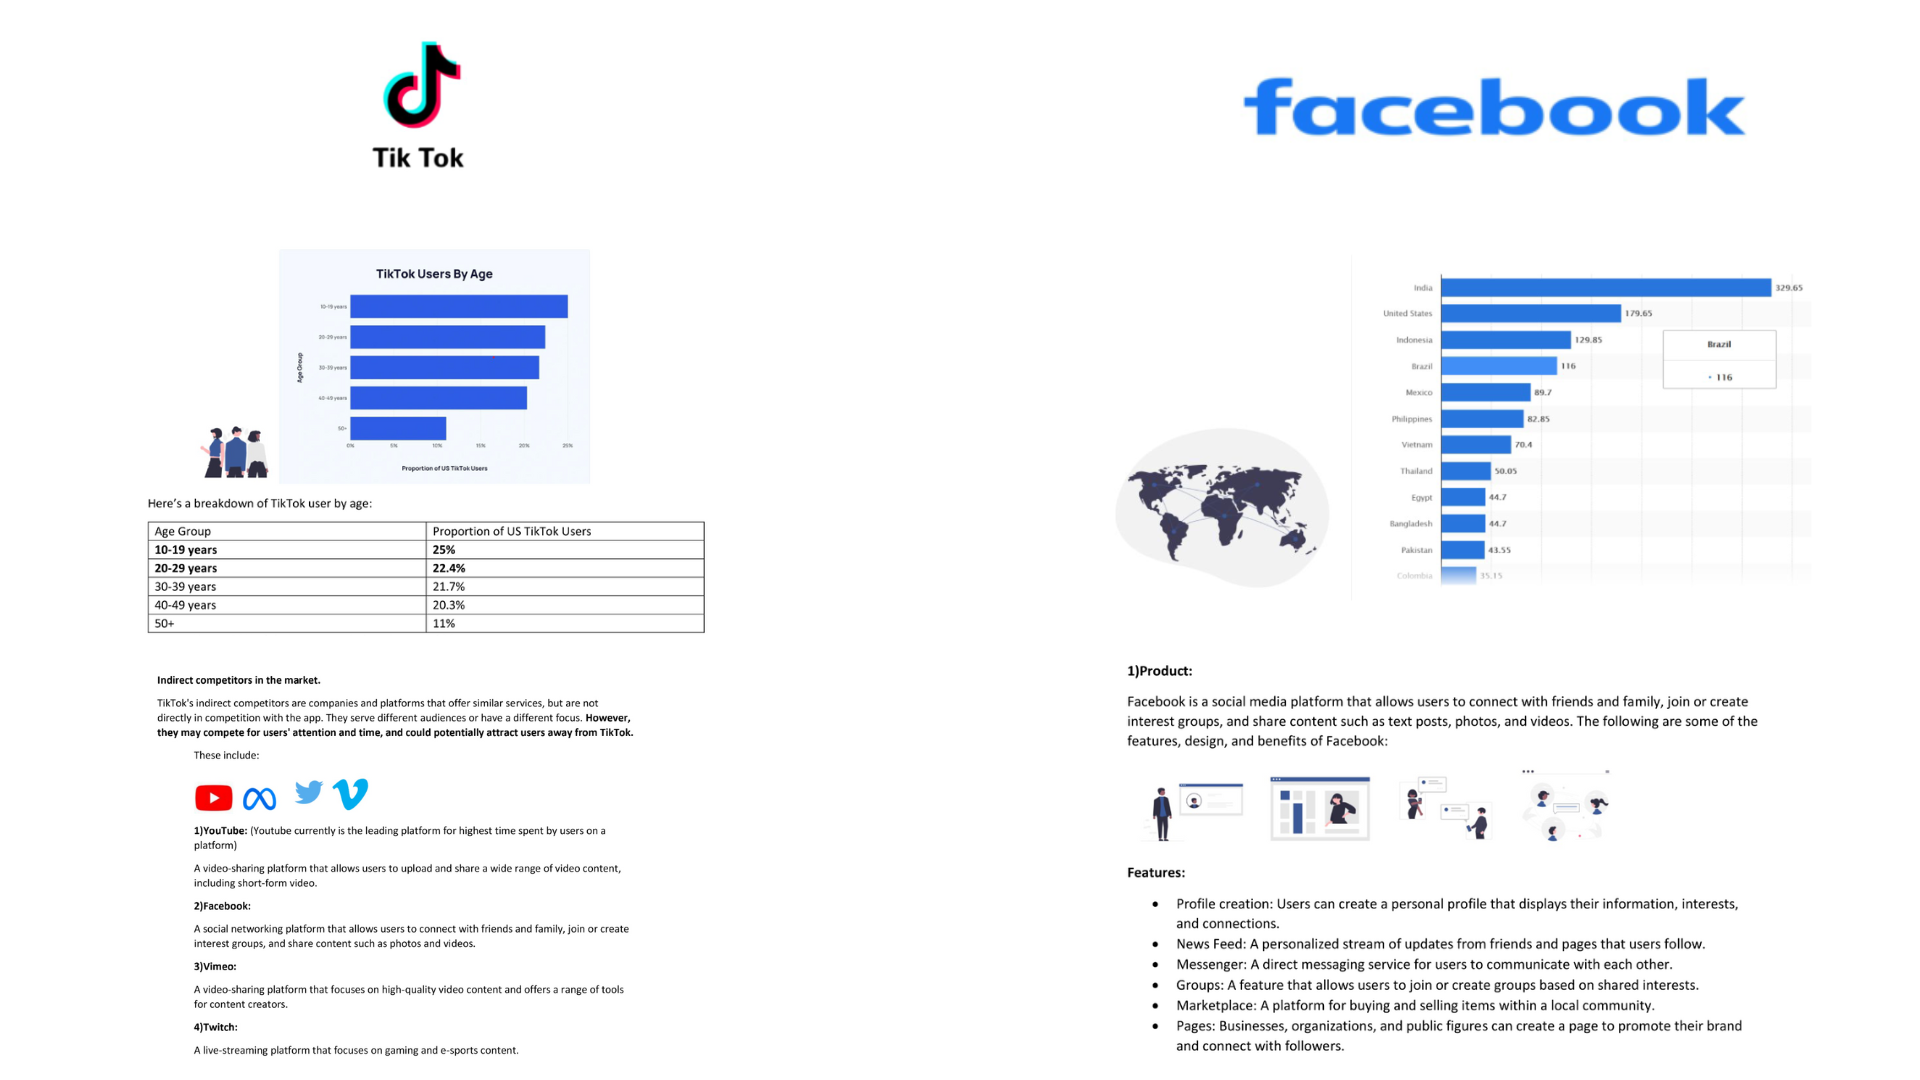 Tik Tok
TikTok Users By Age
10-19 years
20-29 years
30-39 years
40-49 years
50+
Age Group
0% 5% 10% 15% 20% 25%
Proportion of US TikTok Users
Here's a breakdown of TikTok user by age:
Age Group Proportion of US TikTok Users
10-19 years 25%
20-29 years 22.4%
30-39 years 21.7%
40-49 years 20.3%
50+ 11%
Indirect competitors in the market.
TikTok's indirect competitors are companies and platforms that offer similar services, but are not
directly in competition with the app. They serve different audiences or have a different focus. However,
they may compete for users' attention and time, and could potentially attract users away from TikTok.
These include:
1)YouTube: (Youtube currently is the leading platform for highest time spent by users on a
platform)
A video-sharing platform that allows users to upload and share a wide range of video content,
including short-form video.
2)Facebook:
A social networking platform that allows users to connect with friends and family, join or create
interest groups, and share content such as photos and videos.
3)Vimeo:
A video-sharing platform that focuses on high-quality video content and offers a range of tools
for content creators.
4)Twitch:
A live-streaming platform that focuses on gaming and e-sports content.
facebook
India 329.65
United States 179.65
Indonesia 129.85
Brazil 116
Brazil
116
Mexico 89.7
Philippines 82.85
Vietnam 70.4
Thailand 50.05
Egypt 44.7
Bangladesh 44.7
Pakistan 43.55
Colombia 35.15
1)Product:
Facebook is a social media platform that allows users to connect with friends and family, join or create
interest groups, and share content such as text posts, photos, and videos. The following are some of the
features, design, and benefits of Facebook:
Features:
• Profile creation: Users can create a personal profile that displays their information, interests,
and connections.
• News Feed: A personalized stream of updates from friends and pages that users follow.
• Messenger: A direct messaging service for users to communicate with each other.
• Groups: A feature that allows users to join or create groups based on shared interests.
• Marketplace: A platform for buying and selling items within a local community.
• Pages: Businesses, organizations, and public figures can create a page to promote their brand
and connect with followers.